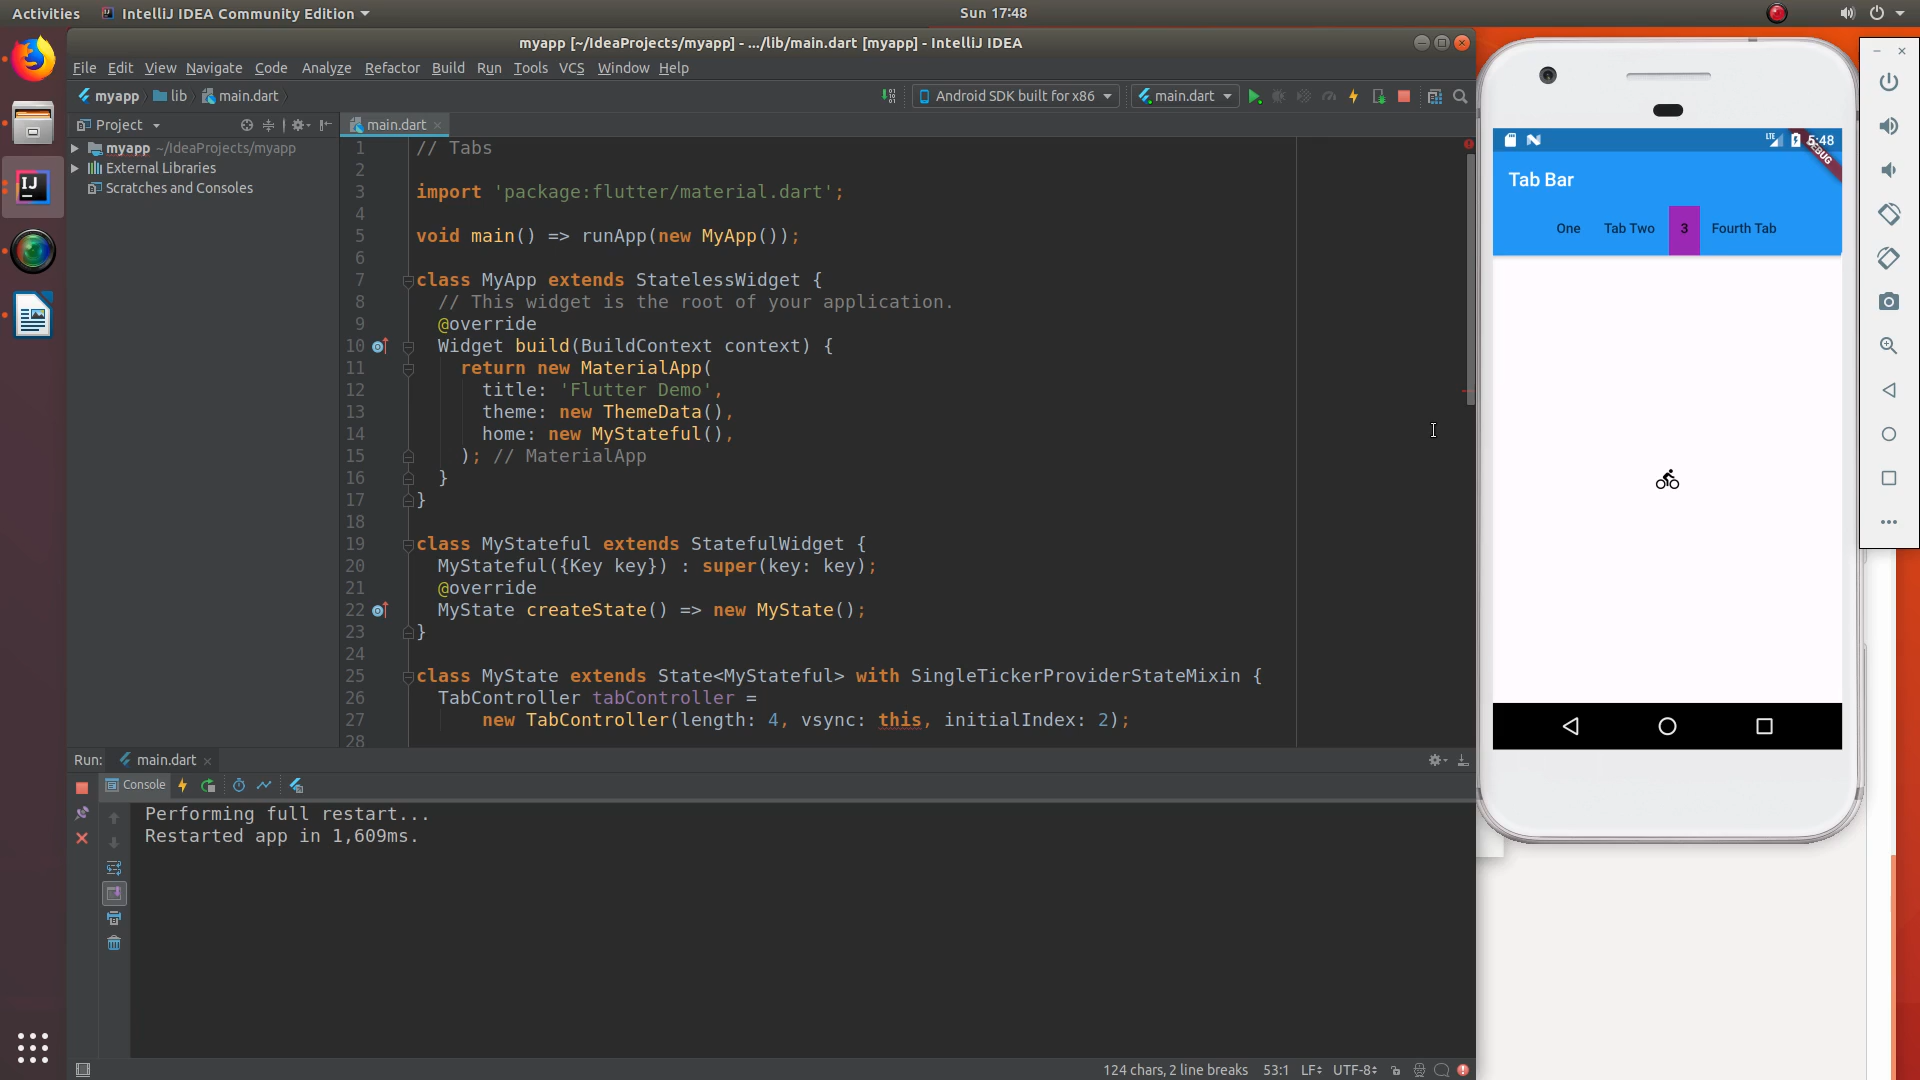 Activities IntelliJ IDEA Community Edition Sun 17:48
myapp [~/IdeaProjects/myapp] - .../lib/main.dart [myapp] - IntelliJ IDEA
File Edit View Navigate Code Analyze Refactor Build Run Tools VCS Window Help
myapp lib main.dart Android SDK built for x86 main.dart
Project main.dart
myapp ~/IdeaProjects/myapp
External Libraries
Scratches and Consoles
1 // Tabs
2
3 import 'package:flutter/material.dart';
4
5 void main() => runApp(new MyApp());
6
7 class MyApp extends StatelessWidget {
8 // This widget is the root of your application.
9 @override
10 Widget build(BuildContext context) {
11 return new MaterialApp(
12 title: 'Flutter Demo',
13 theme: new ThemeData(),
14 home: new MyStateful(),
15 ); // MaterialApp
16 }
17 }
18
19 class MyStateful extends StatefulWidget {
20 MyStateful({Key key}) : super(key: key);
21 @override
22 MyState createState() => new MyState();
23 }
24
25 class MyState extends State<MyStateful> with SingleTickerProviderStateMixin {
26 TabController tabController =
27 new TabController(length: 4, vsync: this, initialIndex: 2);
28
Run: main.dart
Console
Performing full restart...
Restarted app in 1,609ms.
124 chars, 2 line breaks 53:1 LF UTF-8
LTE 5:48
DEBUG
Tab Bar
One Tab Two 3 Fourth Tab